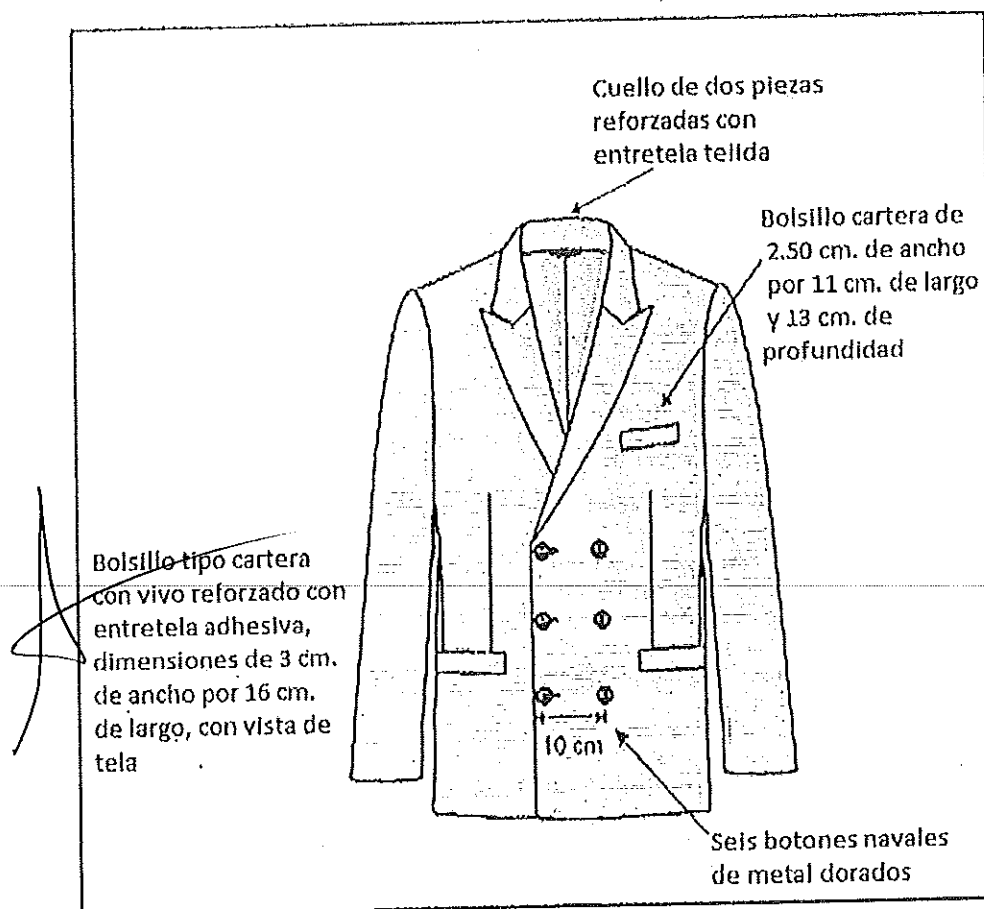 Cuello de dos piezas
reforzadas con
entretela tejida
Bolsillo cartera de
2.50 cm. de ancho
por 11 cm. de largo
y 13 cm. de
profundidad
Bolsillo tipo cartera
con vivo reforzado con
entretela adhesiva,
dimensiones de 3 cm.
de ancho por 16 cm.
de largo, con vista de
tela
10 cm
Seis botones navales
de metal dorados